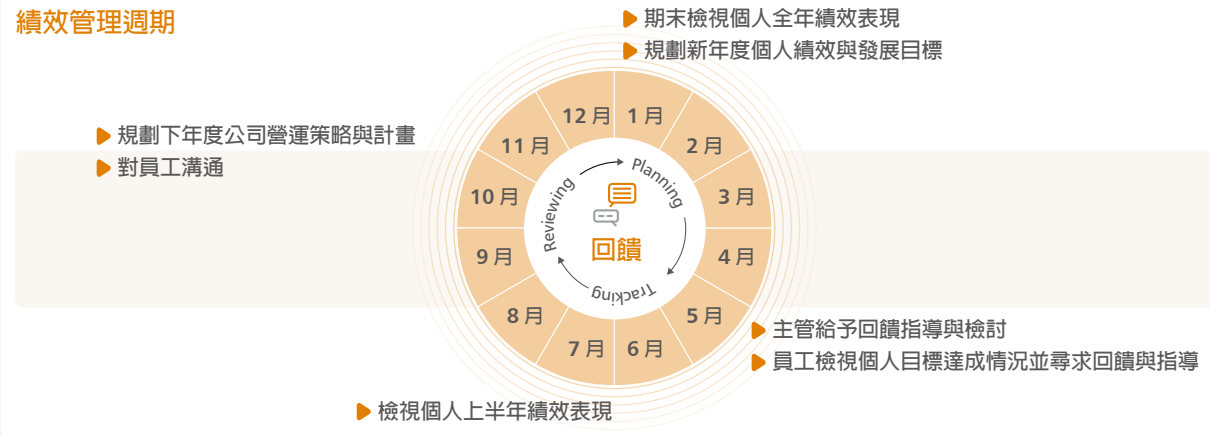 績效管理週期
期末檢視個人全年績效表現
規劃新年度個人績效與發展目標
規劃下年度公司營運策略與計畫
對員工溝通
1 月
2 月
3 月
4 月
5 月
6 月
7 月
8 月
9 月
10 月
11 月
12 月
Planning
Tracking
Reviewing
回饋
主管給予回饋指導與檢討
員工檢視個人目標達成情況並尋求回饋與指導
檢視個人上半年績效表現